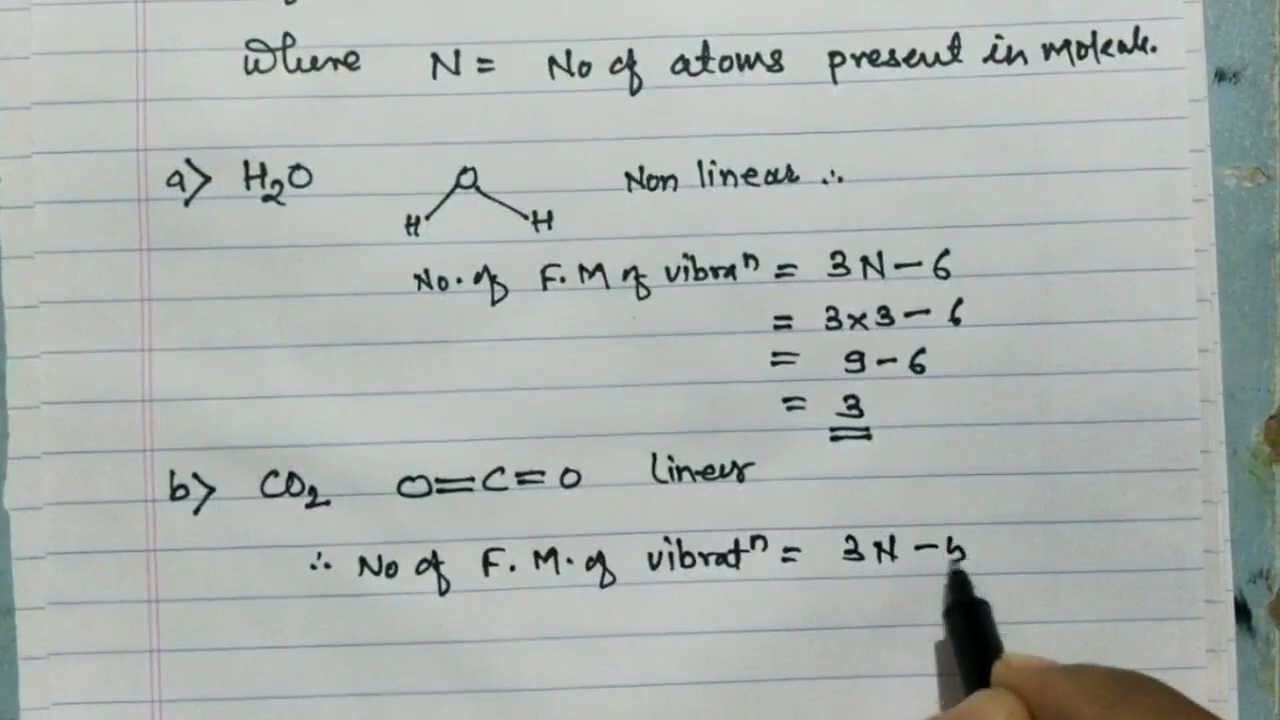 Where N = No of atoms present in molecule.
a) H2O O Non linear ∴
H H
No. of F.M of vibraⁿ = 3N - 6
= 3×3 - 6
= 9 - 6
= 3
b) CO2 O=C=O linear
∴ No of F. M. of vibratⁿ = 3N - 5